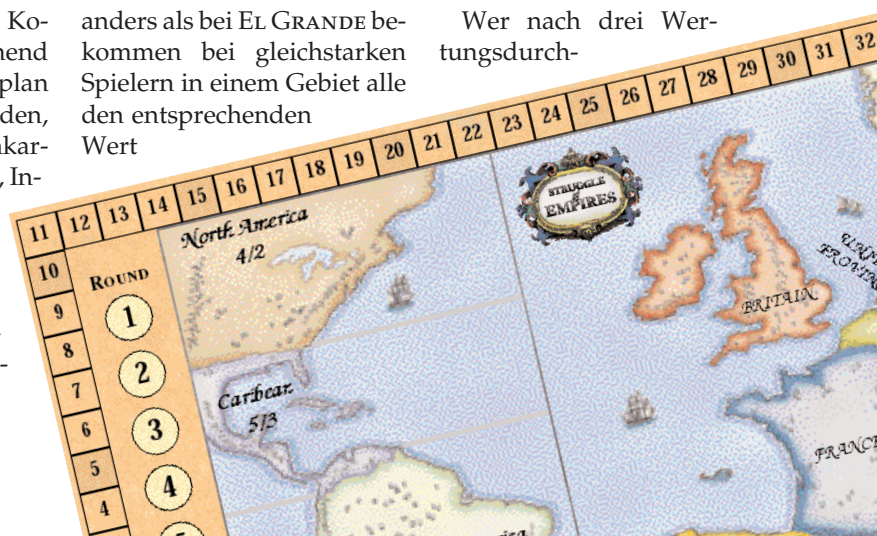 Ko-
plan
den,
In-
anders als bei EL GRANDE be-
kommen bei gleichstarken
Spielern in einem Gebiet alle
den entsprechenden
Wert
Wer nach drei Wer-
tungsdurch-
11 12 13 14 15 16 17 18 19 20 21 22 23 24 25 26 27 28 29 30 31 32
10
9
8
7
6
5
4
ROUND
1
2
3
4
North America
4/2
Caribean
5/3
STRUGGLE
of
EMPIRES
BRITAIN
FRANCE